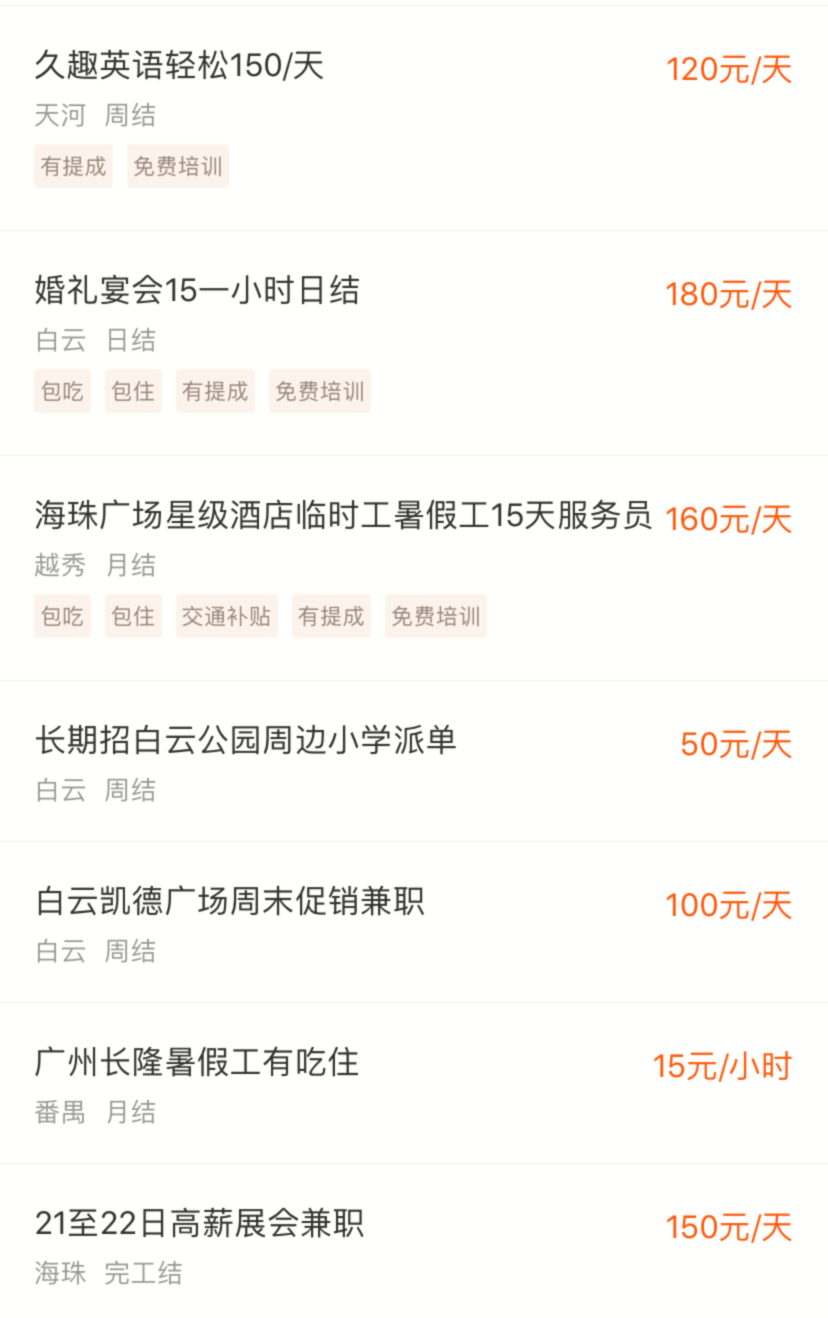 久趣英语轻松150/天 120元/天
天河 周结
有提成 免费培训
婚礼宴会15一小时日结 180元/天
白云 日结
包吃 包住 有提成 免费培训
海珠广场星级酒店临时工暑假工15天服务员 160元/天
越秀 月结
包吃 包住 交通补贴 有提成 免费培训
长期招白云公园周边小学派单 50元/天
白云 周结
白云凯德广场周末促销兼职 100元/天
白云 周结
广州长隆暑假工有吃住 15元/小时
番禺 月结
21至22日高薪展会兼职 150元/天
海珠 完工结